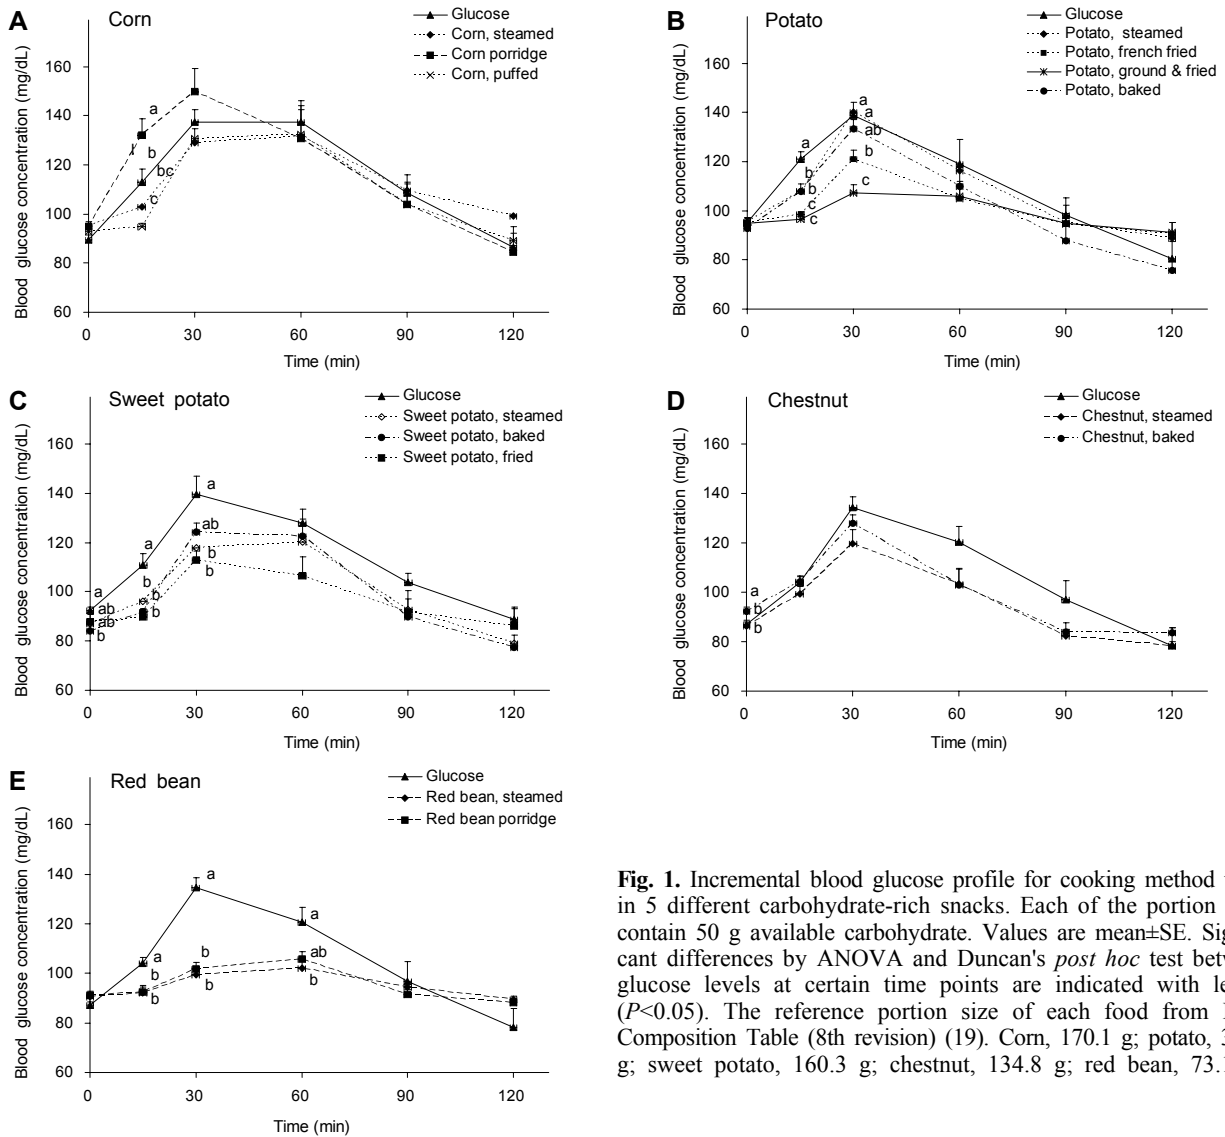 A
Corn
Glucose
Corn, steamed
Corn porridge
Corn, puffed
Blood glucose concentration (mg/dL)
160
140
120
100
80
60
a
b
bc
c
0
30
60
90
120
Time (min)
B
Potato
Glucose
Potato, steamed
Potato, french fried
Potato, ground & fried
Potato, baked
Blood glucose concentration (mg/dL)
160
140
120
100
80
60
a
a
a
ab
b
b
b
c
c
c
0
30
60
90
120
Time (min)
C
Sweet potato
Glucose
Sweet potato, steamed
Sweet potato, baked
Sweet potato, fried
Blood glucose concentration (mg/dL)
160
140
120
100
80
60
a
a
ab
b
b
b
b
b
a
ab
ab
b
0
30
60
90
120
Time (min)
D
Chestnut
Glucose
Chestnut, steamed
Chestnut, baked
Blood glucose concentration (mg/dL)
160
140
120
100
80
60
a
b
b
0
30
60
90
120
Time (min)
E
Red bean
Glucose
Red bean, steamed
Red bean porridge
Blood glucose concentration (mg/dL)
160
140
120
100
80
60
a
a
a
b
ab
b
b
b
b
0
30
60
90
120
Time (min)
Fig. 1. Incremental blood glucose profile for cooking method
in 5 different carbohydrate-rich snacks. Each of the portion
contain 50 g available carbohydrate. Values are mean±SE. Sig
cant differences by ANOVA and Duncan's post hoc test betw
glucose levels at certain time points are indicated with le
(P<0.05). The reference portion size of each food from
Composition Table (8th revision) (19). Corn, 170.1 g; potato, 3
g; sweet potato, 160.3 g; chestnut, 134.8 g; red bean, 73.